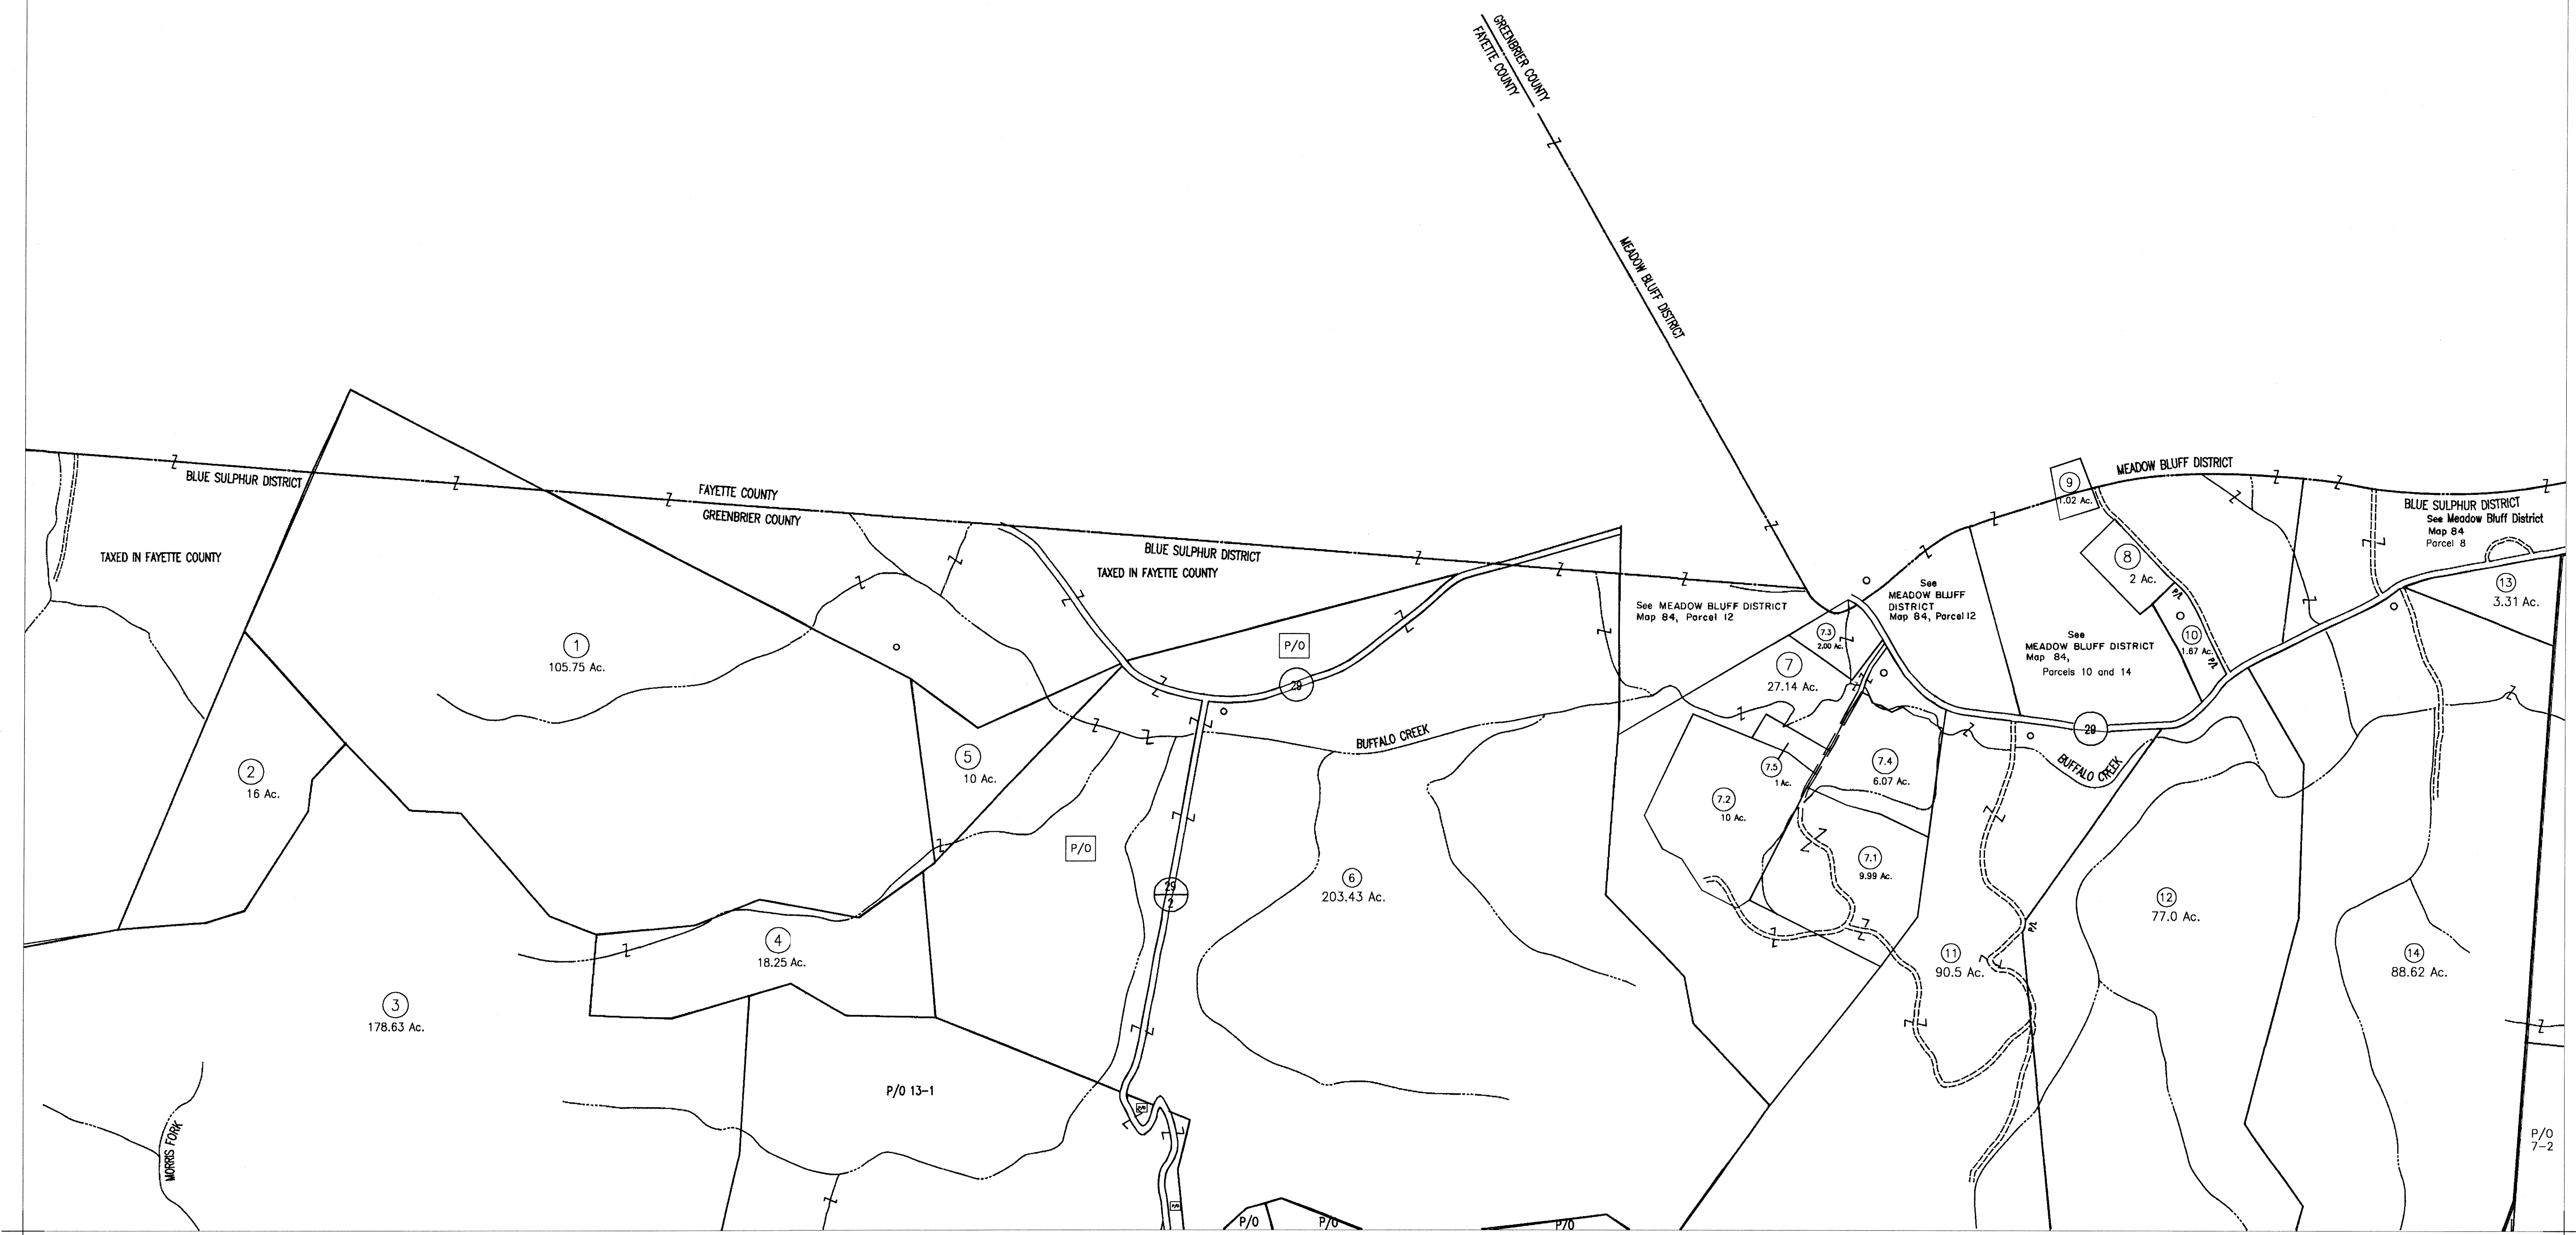 GREENBRIER COUNTY
FAYETTE COUNTY
MEADOW BLUFF DISTRICT
BLUE SULPHUR DISTRICT
FAYETTE COUNTY
GREENBRIER COUNTY
TAXED IN FAYETTE COUNTY
BLUE SULPHUR DISTRICT
TAXED IN FAYETTE COUNTY
MEADOW BLUFF DISTRICT
BLUE SULPHUR DISTRICT
See Meadow Bluff District
Map 84
Parcel 8
9
1.02 Ac.
8
2 Ac.
P/L
10
1.67 Ac.
P/L
13
3.31 Ac.
See MEADOW BLUFF DISTRICT
Map 84, Parcel 12
See
MEADOW BLUFF
DISTRICT
Map 84, Parcel 12
See
MEADOW BLUFF DISTRICT
Map 84,
Parcels 10 and 14
1
105.75 Ac.
P/O
29
7.3
2.00 Ac.
7
27.14 Ac.
29
BUFFALO CREEK
BUFFALO CREEK
2
16 Ac.
5
10 Ac.
7.5
1 Ac.
7.4
6.07 Ac.
7.2
10 Ac.
P/O
29
2
6
203.43 Ac.
7.1
9.99 Ac.
12
77.0 Ac.
P/L
4
18.25 Ac.
11
90.5 Ac.
14
88.62 Ac.
3
178.63 Ac.
P/O 13-1
P/O
MORRIS FORK
P/O
7-2
P/O
P/O
P/O
P/O